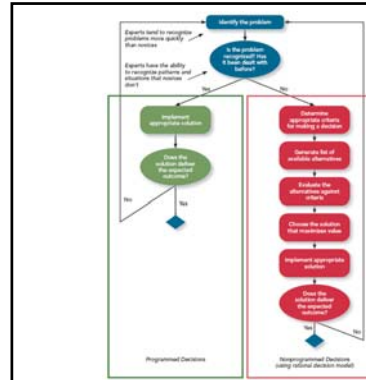 Identify the problem
Experts tend to recognize
problems more quickly
than novices
Is the problem
recognized? Has
it been dealt with
before?
Experts have the ability
to recognize patterns and
situations that novices
don't
Yes
No
Implement
appropriate solution
Does the
solution deliver
the expected
outcome?
No
Yes
Determine
appropriate criteria
for making a decision
Generate list of
available alternatives
Evaluate the
alternatives against
criteria
Choose the solution
that maximizes value
Implement appropriate
solution
Does the
solution deliver
the expected
outcome?
Yes
No
Programmed Decisions
Nonprogrammed Decisions
(using rational decision model)